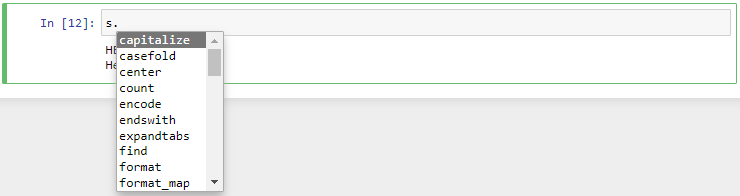 In [12]: s.
capitalize
casefold
center
count
encode
endswith
expandtabs
find
format
format_map